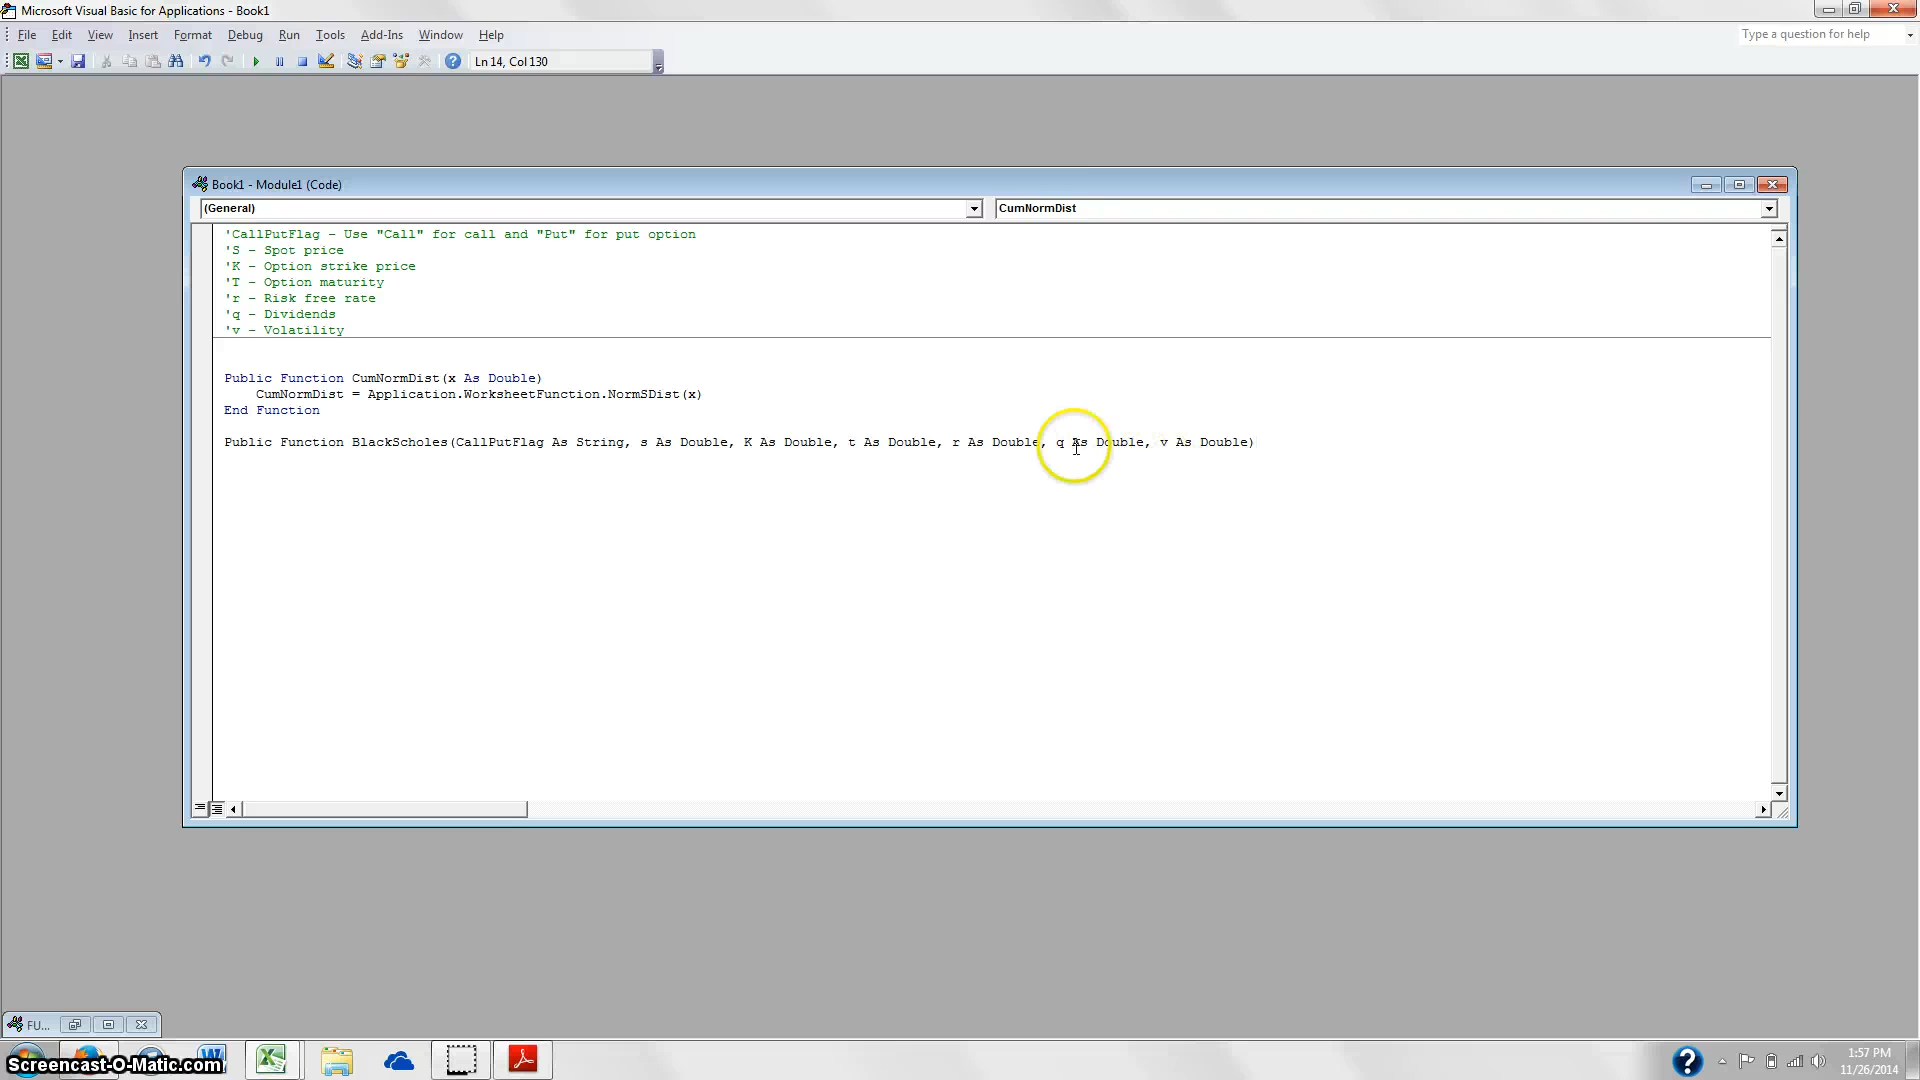 Microsoft Visual Basic for Applications - Book1
File Edit View Insert Format Debug Run Tools Add-Ins Window Help
Type a question for help
Ln 14, Col 130
Book1 - Module1 (Code)
(General) CumNormDist
'CallPutFlag - Use "Call" for call and "Put" for put option
'S - Spot price
'K - Option strike price
'T - Option maturity
'r - Risk free rate
'q - Dividends
'v - Volatility
Public Function CumNormDist(x As Double)
CumNormDist = Application.WorksheetFunction.NormSDist(x)
End Function
Public Function BlackScholes(CallPutFlag As String, s As Double, K As Double, t As Double, r As Double, q As Double, v As Double)
FU...
Screencast-O-Matic.com
1:57 PM
11/26/2014